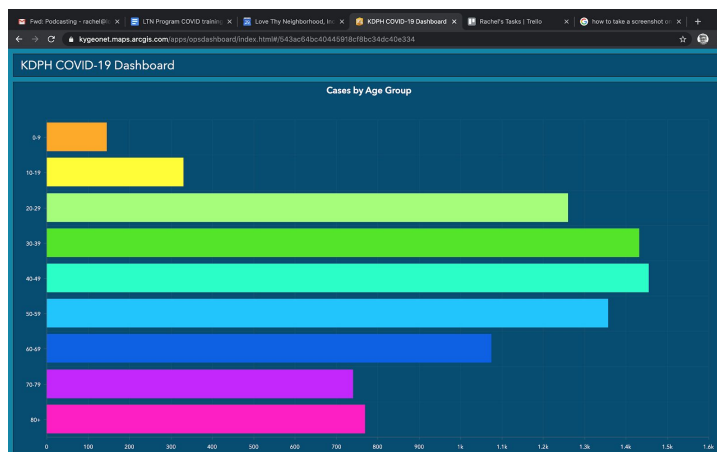 Fwd: Podcasting - rachel@
LTN Program COVID training
Love Thy Neighborhood, Inc
KDPH COVID-19 Dashboard
Rachel's Tasks | Trello
how to take a screenshot on
kygeonet.maps.arcgis.com/apps/opsdashboard/index.html#/543ac64bc40445918cf8bc34dc40e334
KDPH COVID-19 Dashboard
Cases by Age Group
0-9
10-19
20-29
30-39
40-49
50-59
60-69
70-79
80+
0 100 200 300 400 500 600 700 800 900 1k 1.1k 1.2k 1.3k 1.4k 1.5k 1.6k